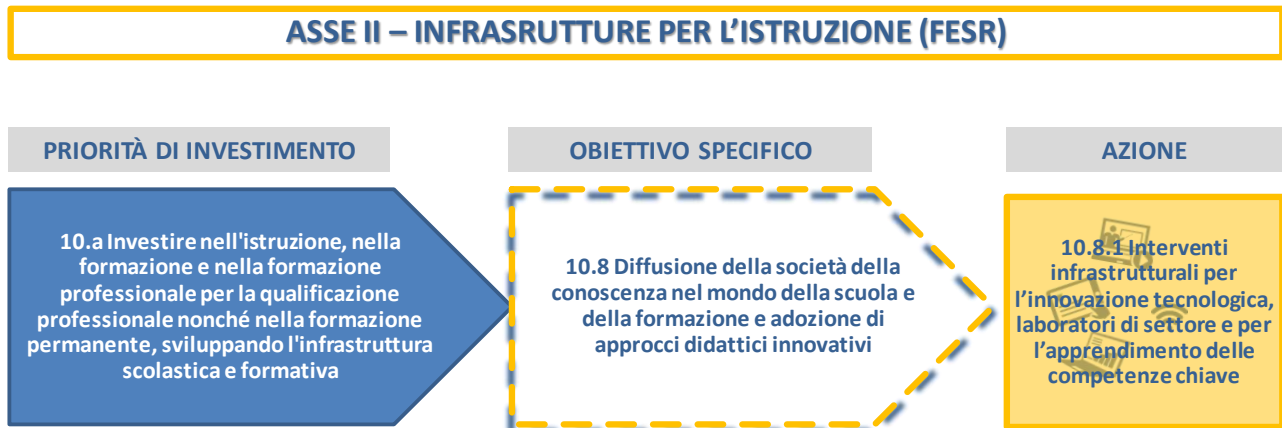 ASSE II – INFRASRUTTURE PER L'ISTRUZIONE (FESR)
PRIORITÀ DI INVESTIMENTO
10.a Investire nell'istruzione, nella
formazione e nella formazione
professionale per la qualificazione
professionale nonché nella formazione
permanente, sviluppando l'infrastruttura
scolastica e formativa
OBIETTIVO SPECIFICO
10.8 Diffusione della società della
conoscenza nel mondo della scuola e
della formazione e adozione di
approcci didattici innovativi
AZIONE
10.8.1 Interventi
infrastrutturali per
l'innovazione tecnologica,
laboratori di settore e per
l'apprendimento delle
competenze chiave